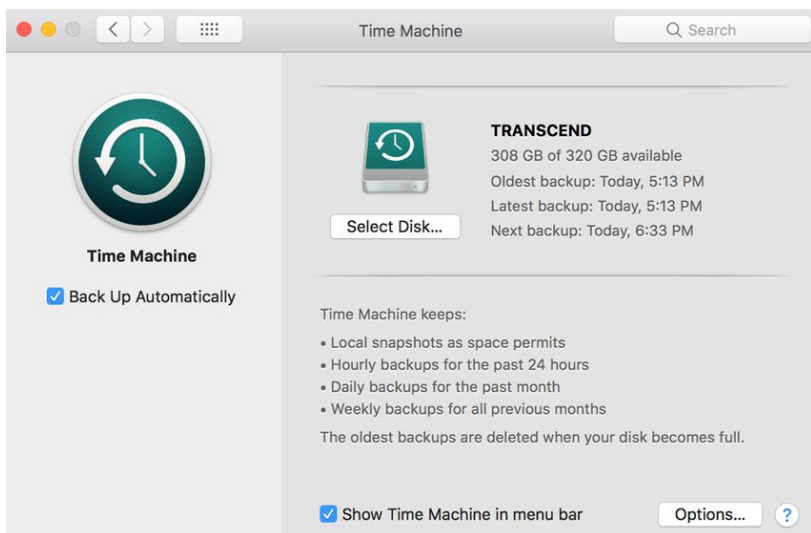 Time Machine
Search
Time Machine
Back Up Automatically
Select Disk...
TRANSCEND
308 GB of 320 GB available
Oldest backup: Today, 5:13 PM
Latest backup: Today, 5:13 PM
Next backup: Today, 6:33 PM
Time Machine keeps:
• Local snapshots as space permits
• Hourly backups for the past 24 hours
• Daily backups for the past month
• Weekly backups for all previous months
The oldest backups are deleted when your disk becomes full.
Show Time Machine in menu bar
Options...
?